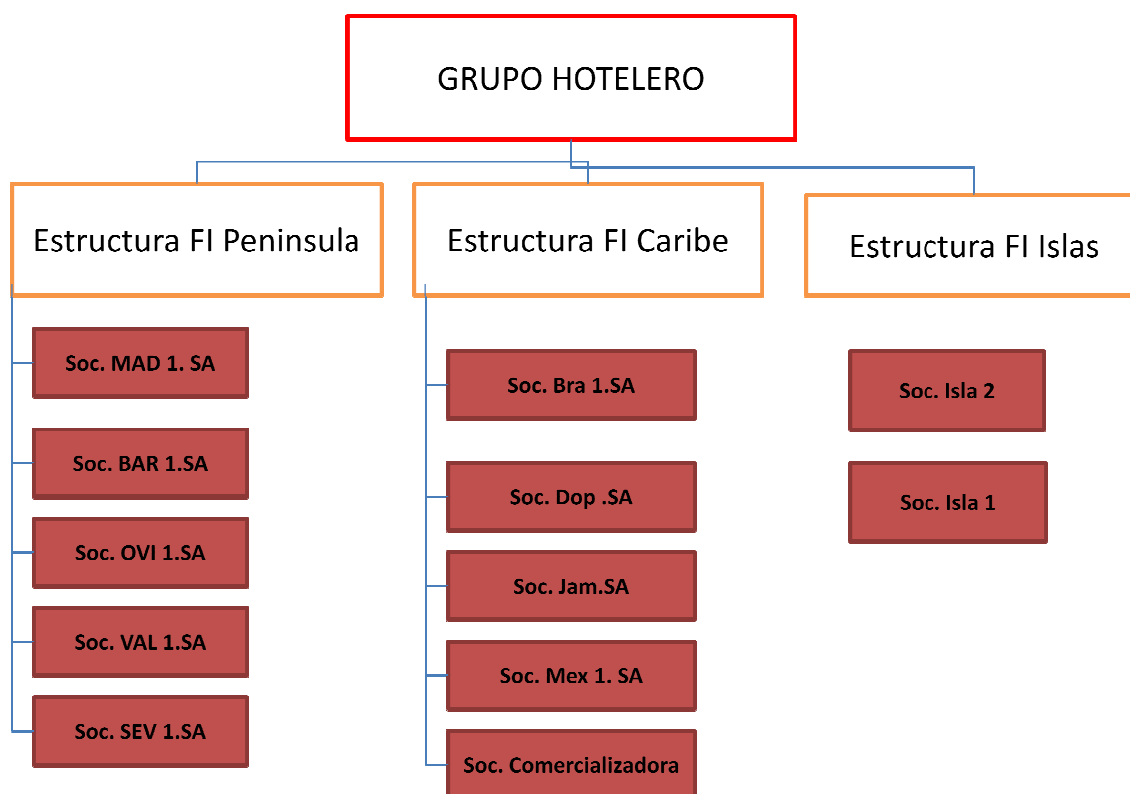 GRUPO HOTELERO
Estructura FI Peninsula
Estructura FI Caribe
Estructura FI Islas
Soc. MAD 1. SA
Soc. BAR 1.SA
Soc. OVI 1.SA
Soc. VAL 1.SA
Soc. SEV 1.SA
Soc. Bra 1.SA
Soc. Dop .SA
Soc. Jam.SA
Soc. Mex 1. SA
Soc. Comercializadora
Soc. Isla 2
Soc. Isla 1